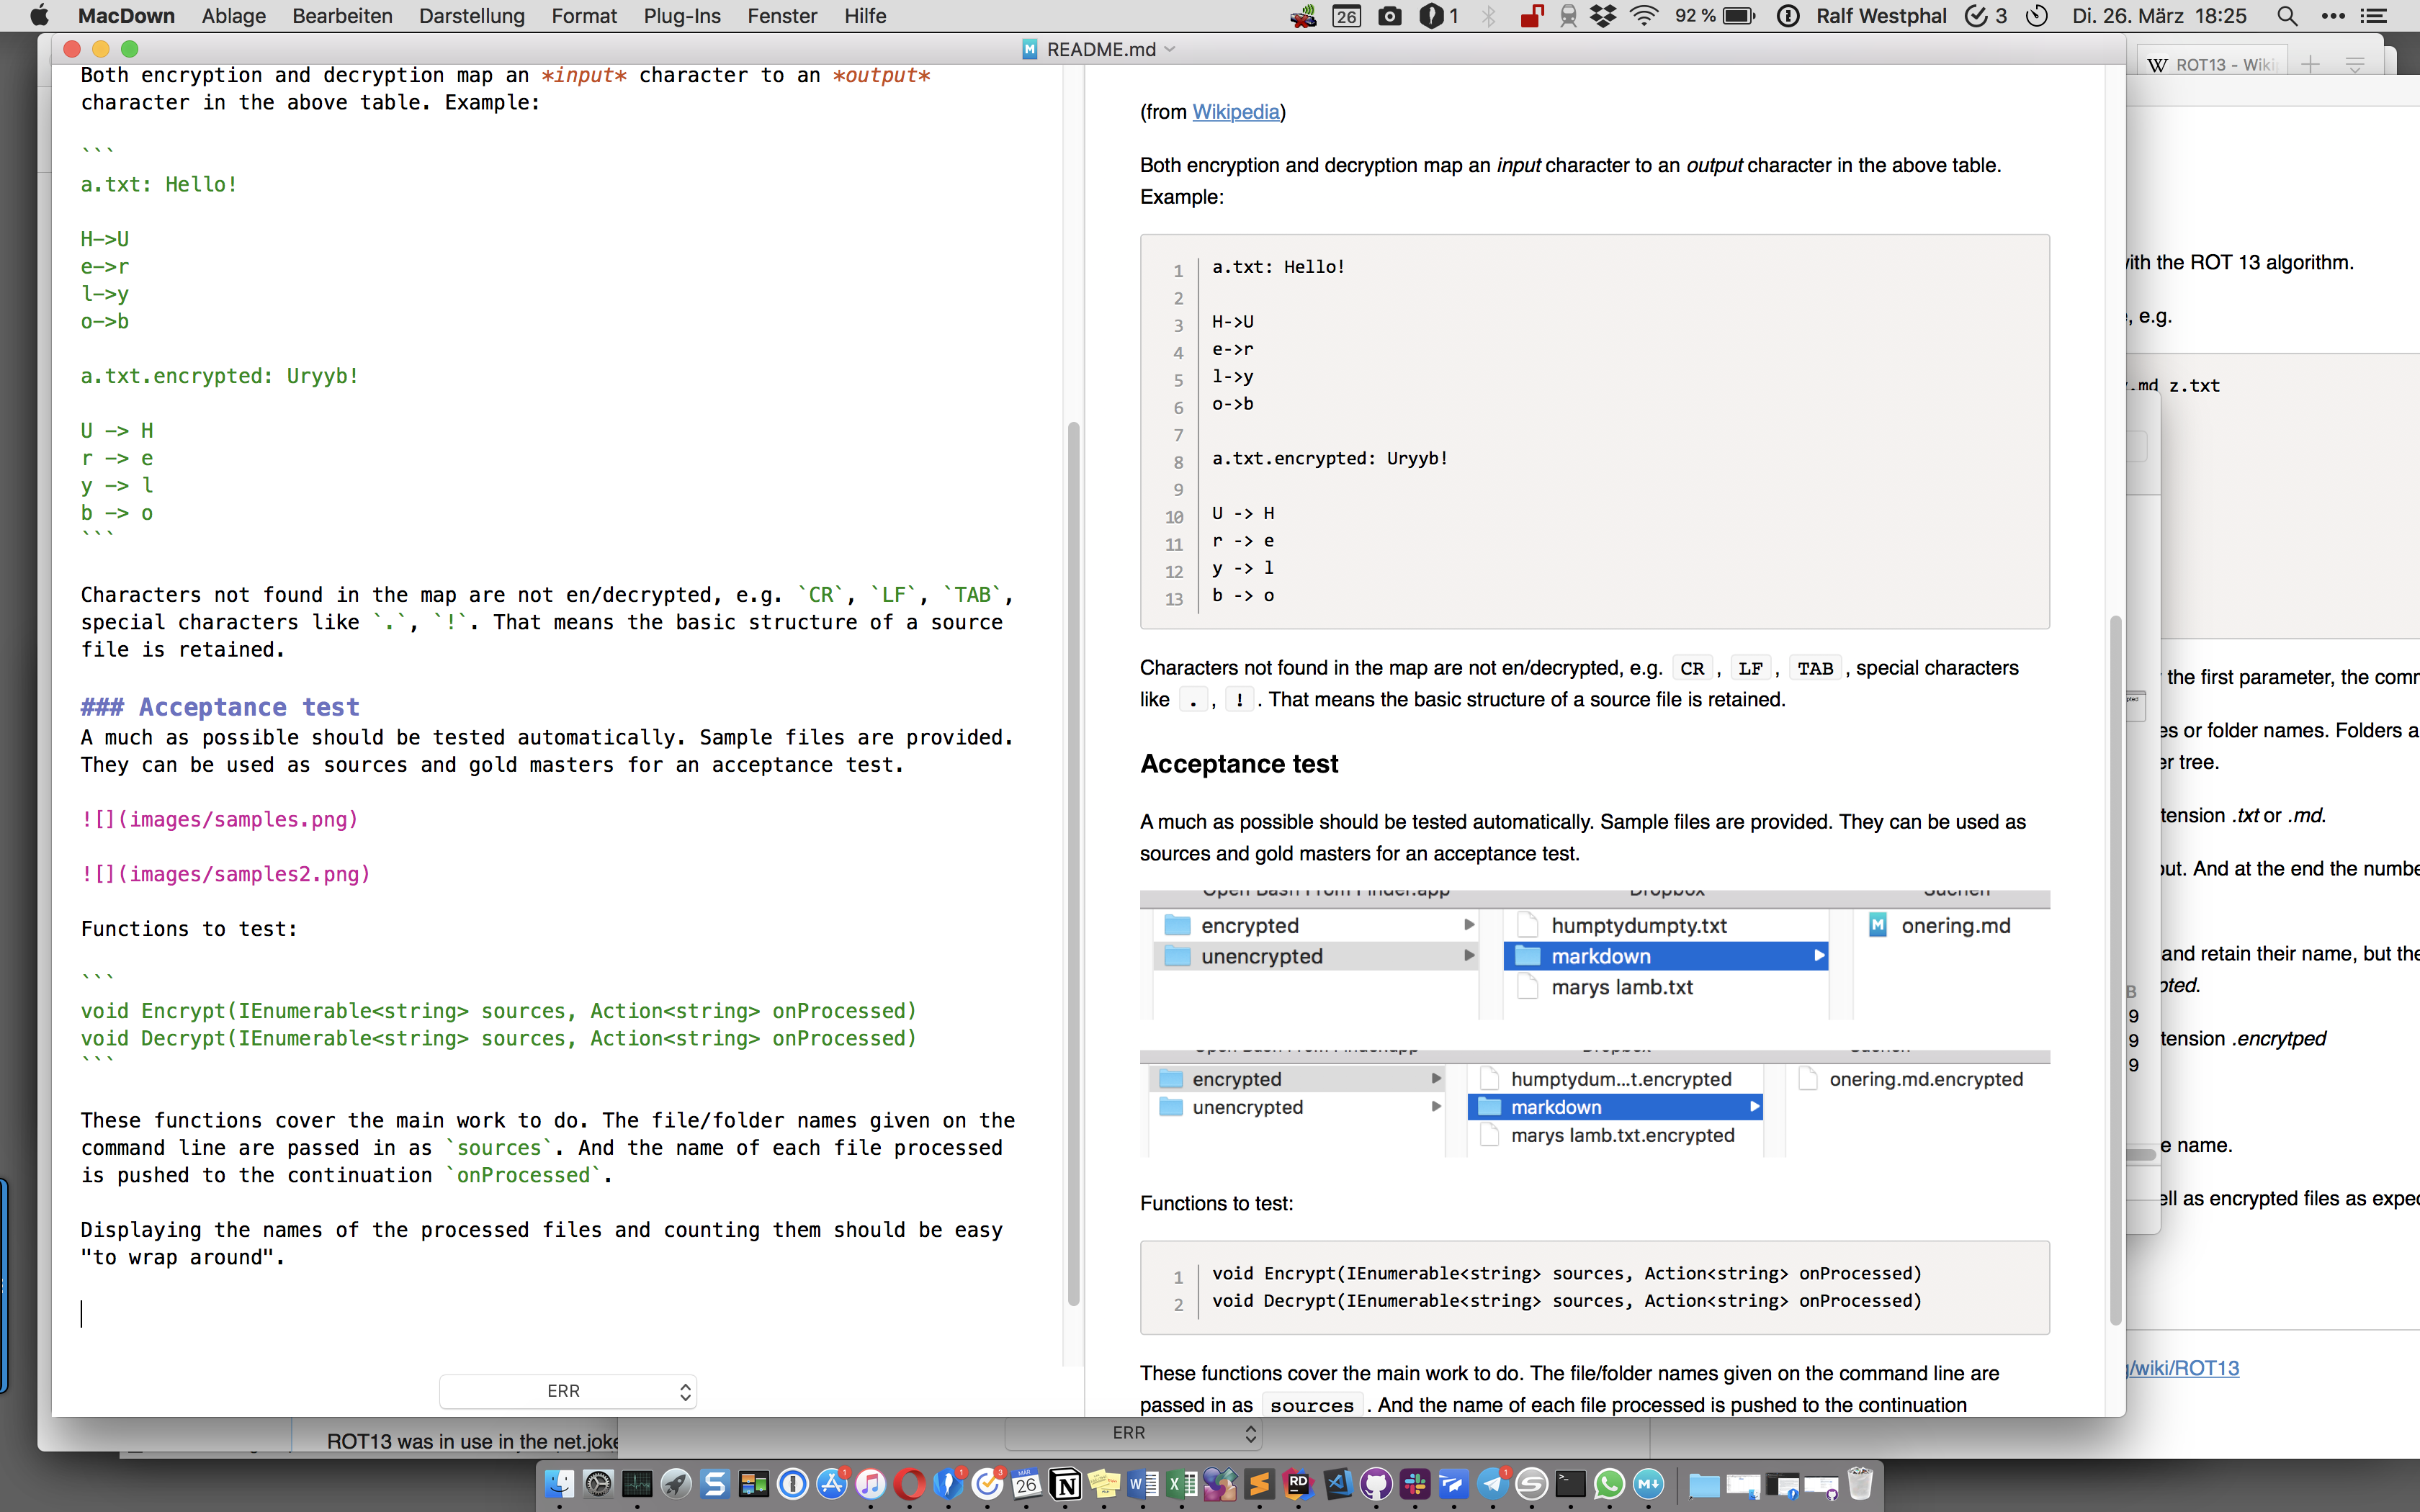 MacDown Ablage Bearbeiten Darstellung Format Plug-Ins Fenster Hilfe
26 1 92 % Ralf Westphal 3 Di. 26. März 18:25
README.md
Both encryption and decryption map an *input* character to an *output*
character in the above table. Example:
```
a.txt: Hello!
H->U
e->r
l->y
o->b
a.txt.encrypted: Uryyb!
U -> H
r -> e
y -> l
b -> o
```
Characters not found in the map are not en/decrypted, e.g. `CR`, `LF`, `TAB`,
special characters like `.`, `!`. That means the basic structure of a source
file is retained.
### Acceptance test
A much as possible should be tested automatically. Sample files are provided.
They can be used as sources and gold masters for an acceptance test.
![](images/samples.png)
![](images/samples2.png)
Functions to test:
```
void Encrypt(IEnumerable<string> sources, Action<string> onProcessed)
void Decrypt(IEnumerable<string> sources, Action<string> onProcessed)
```
These functions cover the main work to do. The file/folder names given on the
command line are passed in as `sources`. And the name of each file processed
is pushed to the continuation `onProcessed`.
Displaying the names of the processed files and counting them should be easy
"to wrap around".
ERR
(from Wikipedia)
Both encryption and decryption map an input character to an output character in the above table.
Example:
1 a.txt: Hello!
2
3 H->U
4 e->r
5 l->y
6 o->b
7
8 a.txt.encrypted: Uryyb!
9
10 U -> H
11 r -> e
12 y -> l
13 b -> o
Characters not found in the map are not en/decrypted, e.g. CR , LF , TAB , special characters
like . , ! . That means the basic structure of a source file is retained.
Acceptance test
A much as possible should be tested automatically. Sample files are provided. They can be used as
sources and gold masters for an acceptance test.
Open Bash From Finder.app Dropbox Suchen
encrypted humptydumpty.txt onering.md
unencrypted markdown
marys lamb.txt
encrypted humptydum...t.encrypted onering.md.encrypted
unencrypted markdown
marys lamb.txt.encrypted
Functions to test:
1 void Encrypt(IEnumerable<string> sources, Action<string> onProcessed)
2 void Decrypt(IEnumerable<string> sources, Action<string> onProcessed)
These functions cover the main work to do. The file/folder names given on the command line are
passed in as sources . And the name of each file processed is pushed to the continuation
W ROT13 - Wiki
with the ROT 13 algorithm.
, e.g.
.md z.txt
the first parameter, the comm
es or folder names. Folders a
er tree.
tension .txt or .md.
out. And at the end the numbe
and retain their name, but the
pted.
B
9
9
9
tension .encrytped
e name.
ell as encrypted files as expec
/wiki/ROT13
ROT13 was in use in the net.joke
ERR